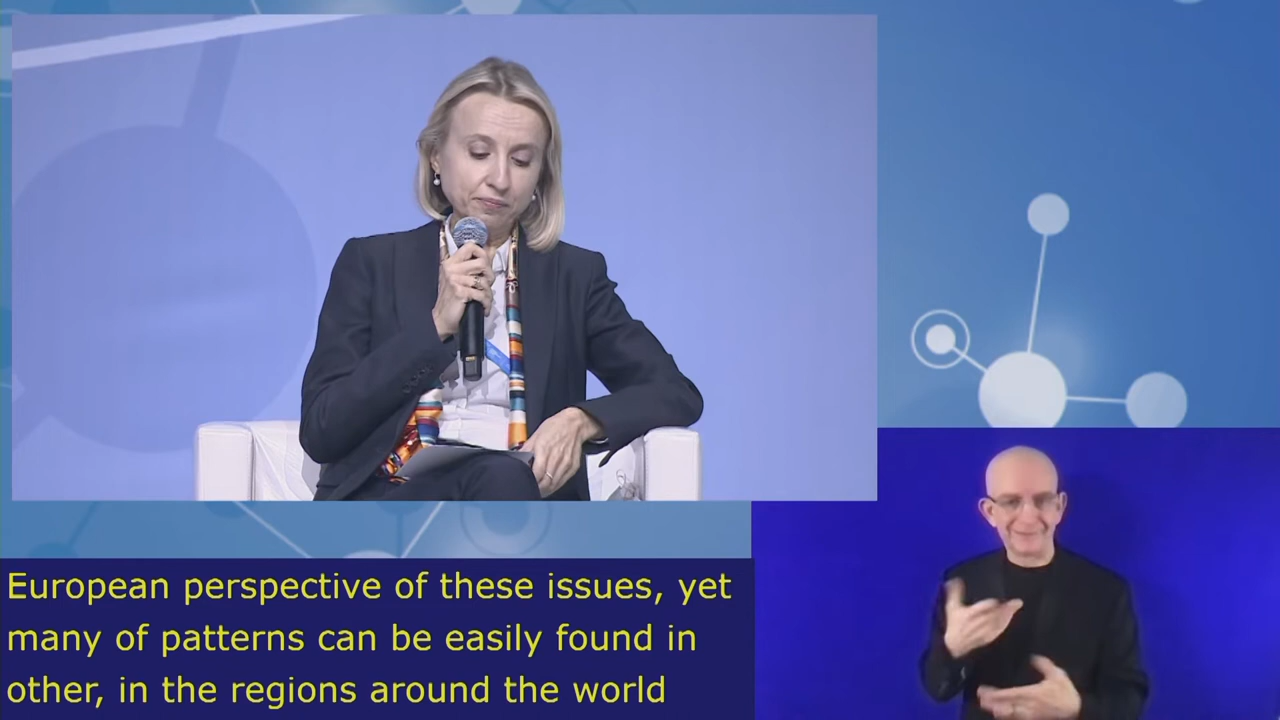 European perspective of these issues, yet
many of patterns can be easily found in
other, in the regions around the world